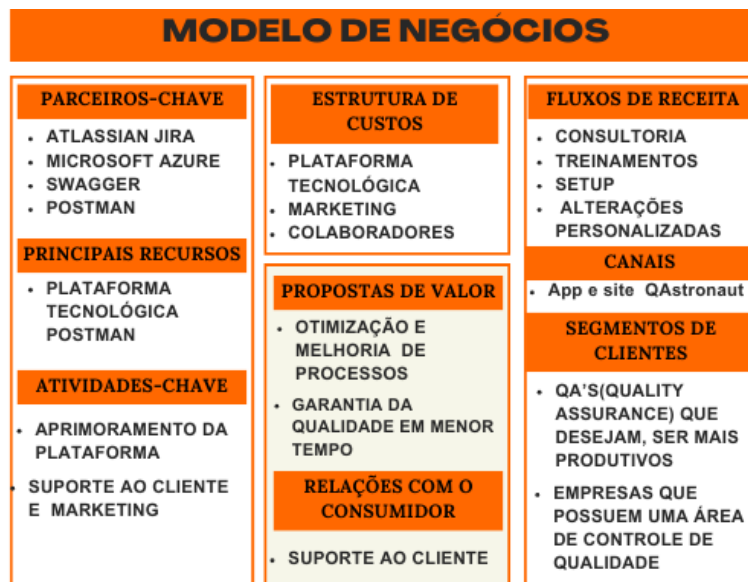 MODELO DE NEGÓCIOS
PARCEIROS-CHAVE
• ATLASSIAN JIRA
• MICROSOFT AZURE
• SWAGGER
• POSTMAN
PRINCIPAIS RECURSOS
• PLATAFORMA
TECNOLÓGICA
POSTMAN
ATIVIDADES-CHAVE
• APRIMORAMENTO DA
PLATAFORMA
• SUPORTE AO CLIENTE
E MARKETING
ESTRUTURA DE
CUSTOS
• PLATAFORMA
TECNOLÓGICA
• MARKETING
• COLABORADORES
PROPOSTAS DE VALOR
• OTIMIZAÇÃO E
MELHORIA DE
PROCESSOS
• GARANTIA DA
QUALIDADE EM MENOR
TEMPO
RELAÇÕES COM O
CONSUMIDOR
• SUPORTE AO CLIENTE
FLUXOS DE RECEITA
• CONSULTORIA
• TREINAMENTOS
• SETUP
• ALTERAÇÕES
PERSONALIZADAS
CANAIS
• App e site QAstronaut
SEGMENTOS DE
CLIENTES
• QA'S(QUALITY
ASSURANCE) QUE
DESEJAM, SER MAIS
PRODUTIVOS
• EMPRESAS QUE
POSSUEM UMA ÁREA
DE CONTROLE DE
QUALIDADE